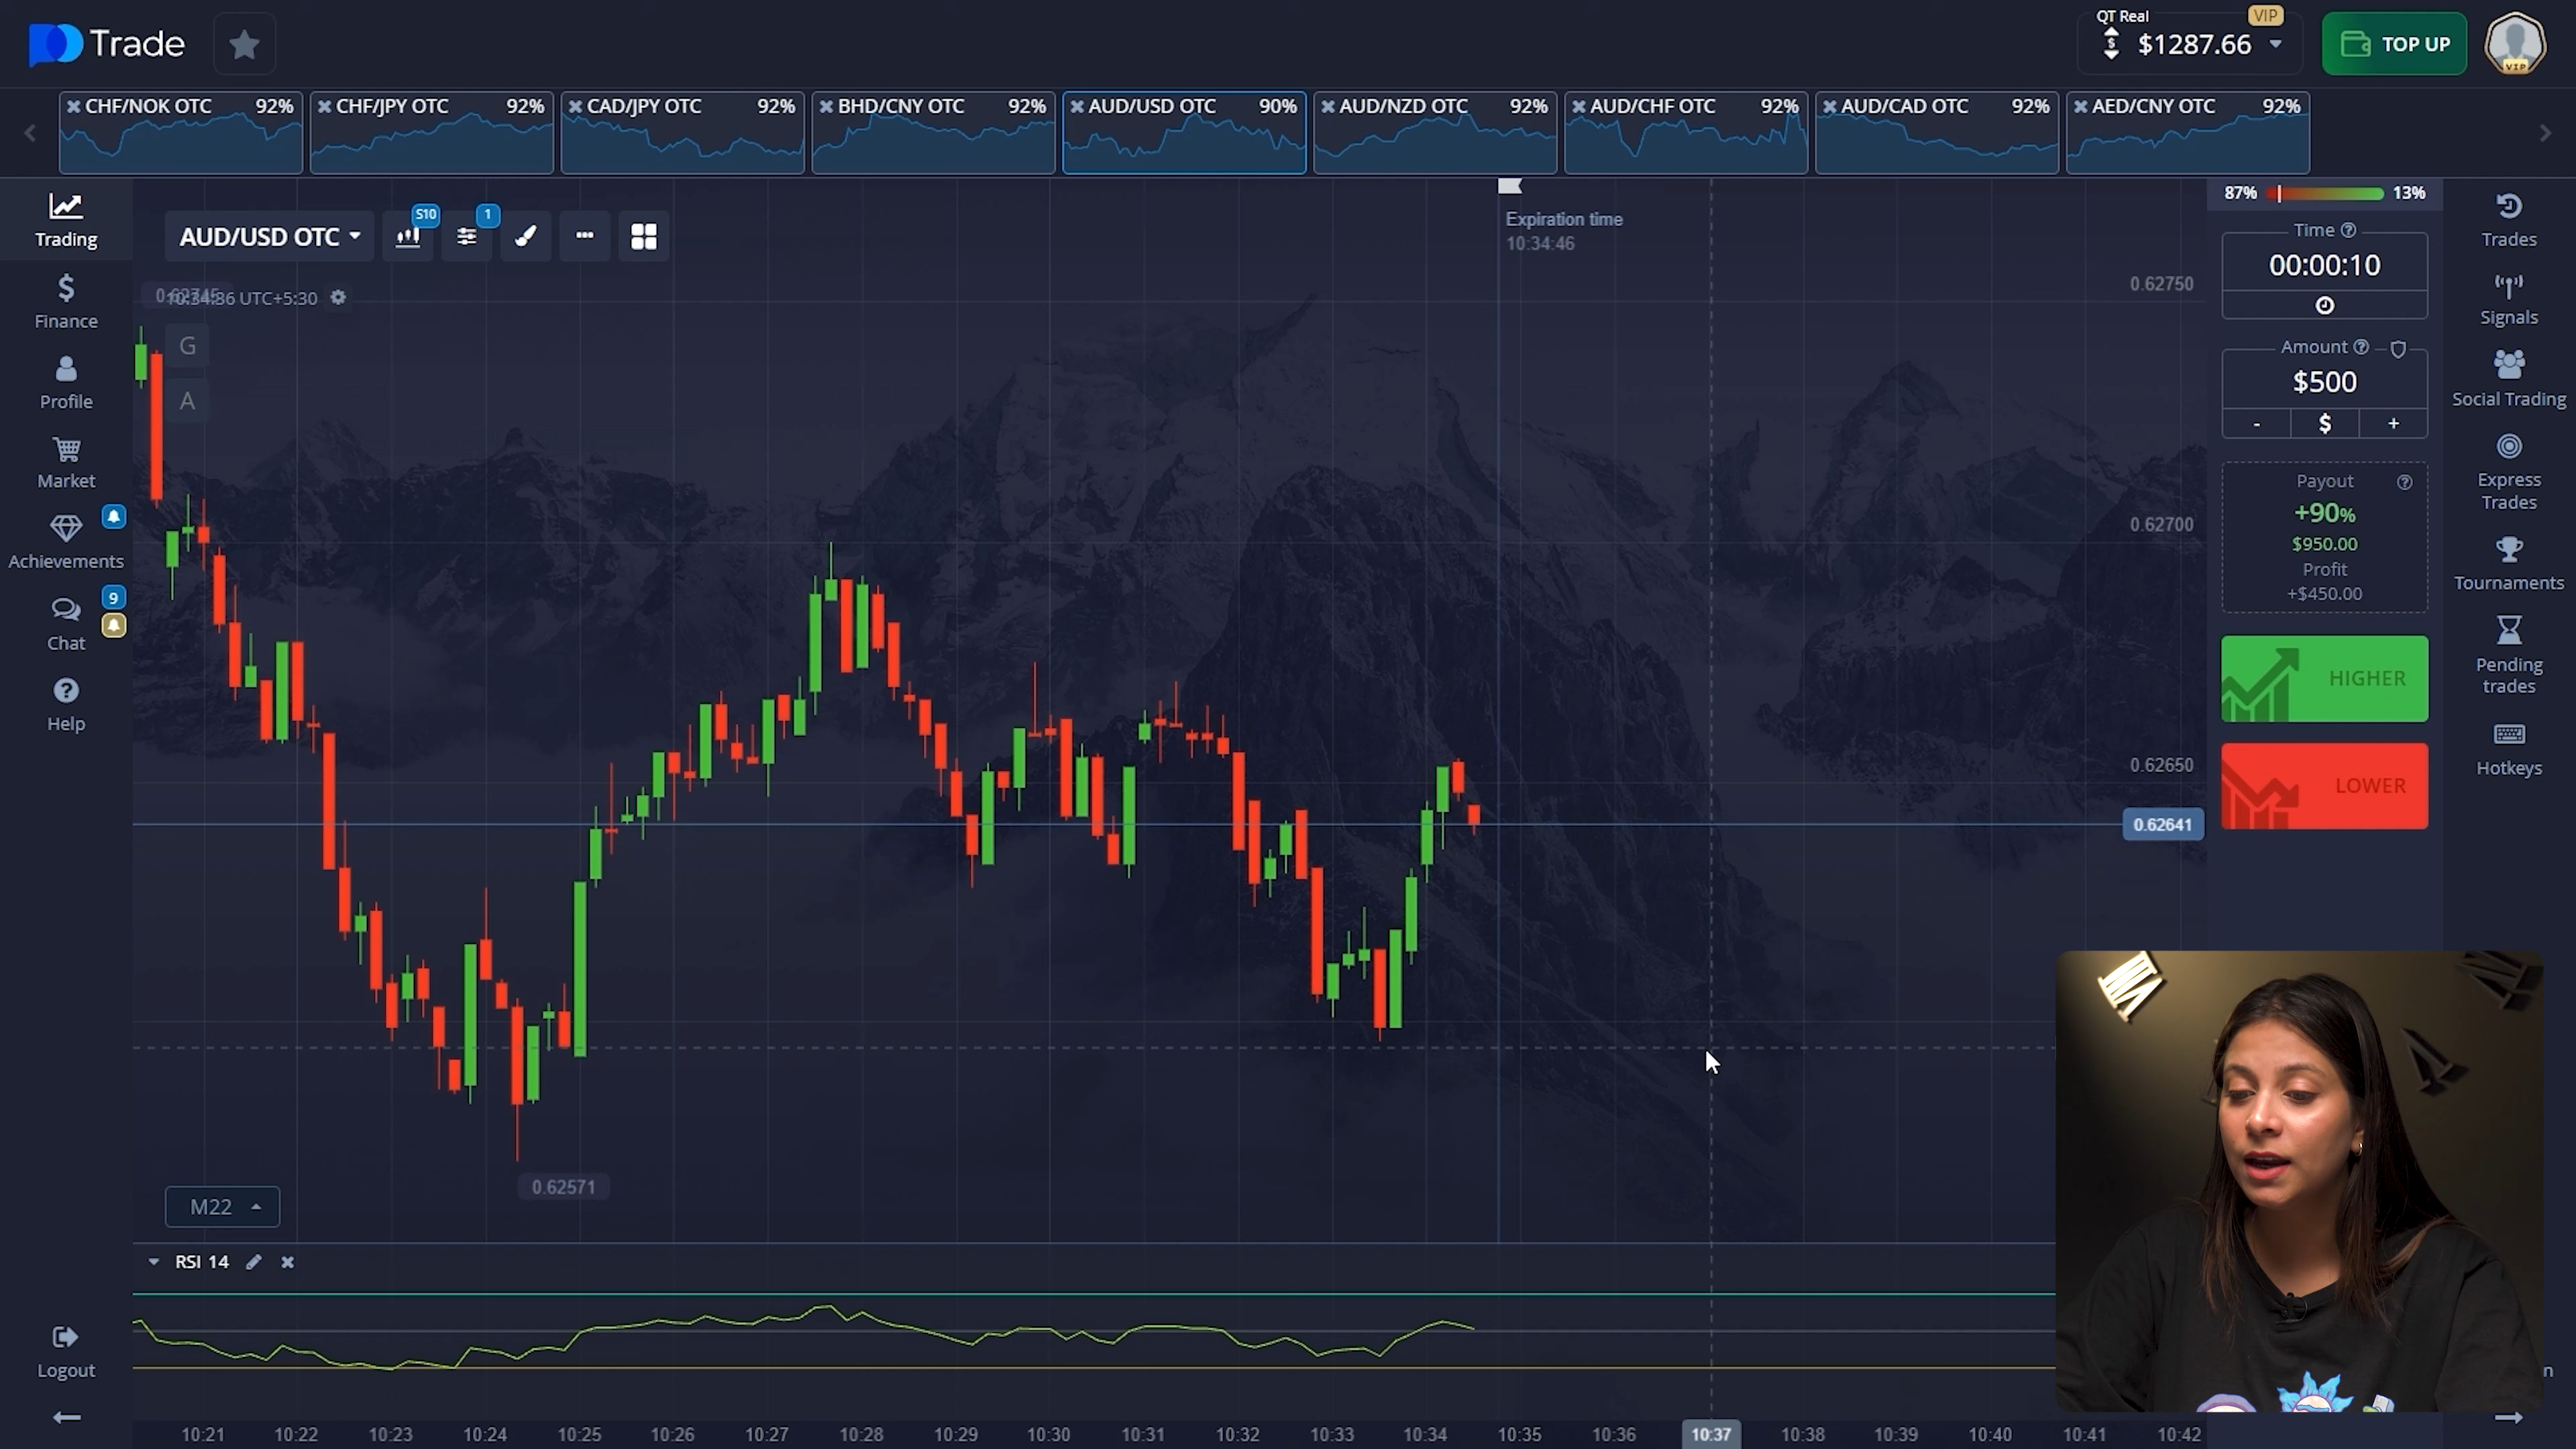 Trade
QT Real
VIP
$1287.66
TOP UP
VIP
CHF/NOK OTC 92%
CHF/JPY OTC 92%
CAD/JPY OTC 92%
BHD/CNY OTC 92%
AUD/USD OTC 90%
AUD/NZD OTC 92%
AUD/CHF OTC 92%
AUD/CAD OTC 92%
AED/CNY OTC 92%
Trading
Finance
Profile
Market
Achievements
Chat
9
Help
Logout
AUD/USD OTC
S10
1
10:34:36 UTC+5:30
G
A
Expiration time
10:34:46
0.62750
0.62700
0.62650
0.62641
0.62571
M22
RSI 14
10:21 10:22 10:23 10:24 10:25 10:26 10:27 10:28 10:29 10:30 10:31 10:32 10:33 10:34 10:35 10:36 10:37 10:38 10:39 10:40 10:41 10:42
87% 13%
Time
00:00:10
Amount
$500
- $ +
Payout
+90%
$950.00
Profit
+$450.00
HIGHER
LOWER
Trades
Signals
Social Trading
Express
Trades
Tournaments
Pending
trades
Hotkeys